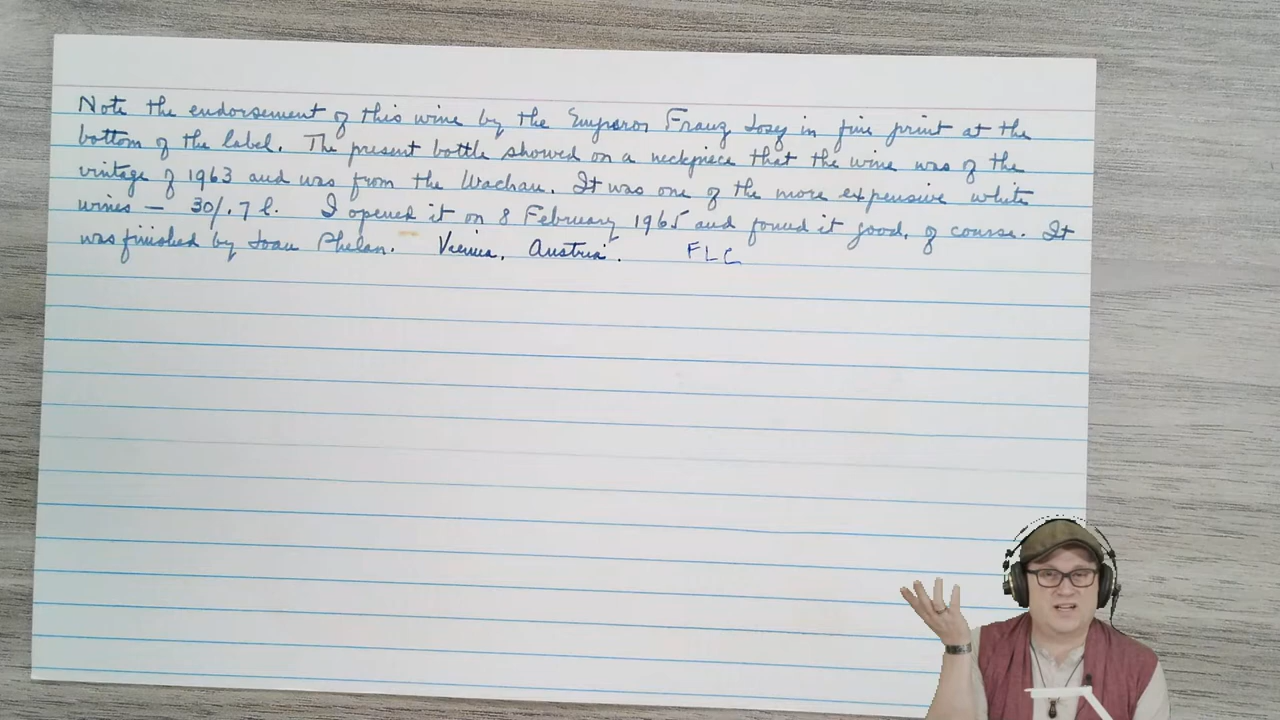 Note the endorsement of this wine by the Emperor Franz Josef in fine print at the
bottom of the label. The present bottle showed on a neckpiece that the wine was of the
vintage of 1963 and was from the Wachau. It was one of the more expensive white
wines — 30/.7 l. I opened it on 8 February 1965 and found it good, of course. It
was finished by Joan Phelan. Vienna, Austria. FLC